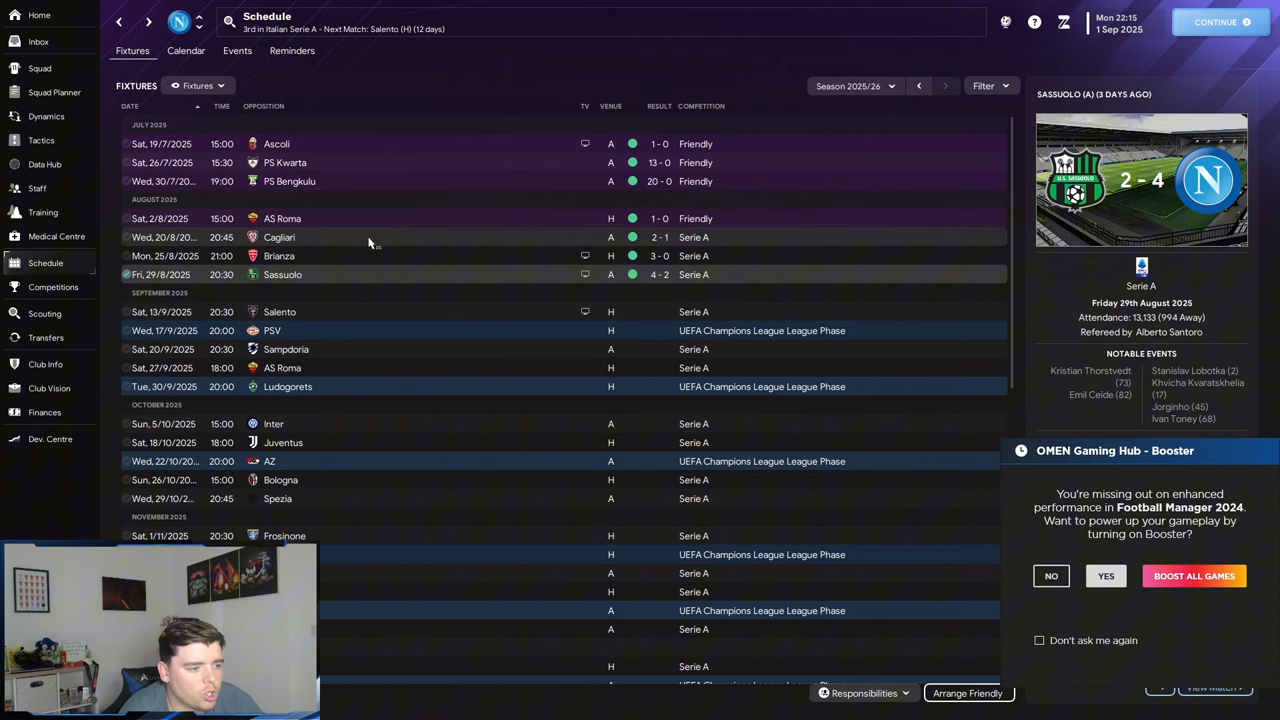 Home
Inbox
Squad
Squad Planner
Dynamics
Tactics
Data Hub
Staff
Training
Medical Centre
Schedule
Competitions
Scouting
Transfers
Club Info
Club Vision
Finances
Dev. Centre
Schedule
3rd in Italian Serie A - Next Match: Salento (H) (12 days)
Mon 22:15
1 Sep 2025
CONTINUE
Fixtures Calendar Events Reminders
FIXTURES Fixtures Season 2025/26 Filter
DATE TIME OPPOSITION TV VENUE RESULT COMPETITION
JULY 2025
Sat, 19/7/2025 15:00 Ascoli A 1 - 0 Friendly
Sat, 26/7/2025 15:30 PS Kwarta A 13 - 0 Friendly
Wed, 30/7/20... 19:00 PS Bengkulu A 20 - 0 Friendly
AUGUST 2025
Sat, 2/8/2025 15:00 AS Roma H 1 - 0 Friendly
Wed, 20/8/20... 20:45 Cagliari A 2 - 1 Serie A
Mon, 25/8/2025 21:00 Brianza H 3 - 0 Serie A
Fri, 29/8/2025 20:30 Sassuolo A 4 - 2 Serie A
SEPTEMBER 2025
Sat, 13/9/2025 20:30 Salento H Serie A
Wed, 17/9/2025 20:00 PSV H UEFA Champions League League Phase
Sat, 20/9/2025 20:30 Sampdoria A Serie A
Sat, 27/9/2025 18:00 AS Roma H Serie A
Tue, 30/9/2025 20:00 Ludogorets H UEFA Champions League League Phase
OCTOBER 2025
Sun, 5/10/2025 15:00 Inter A Serie A
Sat, 18/10/2025 18:00 Juventus H Serie A
Wed, 22/10/20... 20:00 AZ A UEFA Champions League League Phase
Sun, 26/10/2025 15:00 Bologna H Serie A
Wed, 29/10/2... 20:45 Spezia A Serie A
NOVEMBER 2025
Sat, 1/11/2025 20:30 Frosinone H Serie A
H UEFA Champions League League Phase
A Serie A
H Serie A
A UEFA Champions League League Phase
A Serie A
H Serie A
Responsibilities Arrange Friendly
SASSUOLO (A) (3 DAYS AGO)
U.S. SASSUOLO
2 - 4
N
Serie A
Friday 29th August 2025
Attendance: 13,133 (994 Away)
Refereed by Alberto Santoro
NOTABLE EVENTS
Kristian Thorstvedt
(73)
Emil Ceide (82)
Stanislav Lobotka (2)
Khvicha Kvaratskhelia
(17)
Jorginho (45)
Ivan Toney (68)
OMEN Gaming Hub - Booster
You're missing out on enhanced
performance in Football Manager 2024.
Want to power up your gameplay by
turning on Booster?
NO YES BOOST ALL GAMES
Don't ask me again
View Match